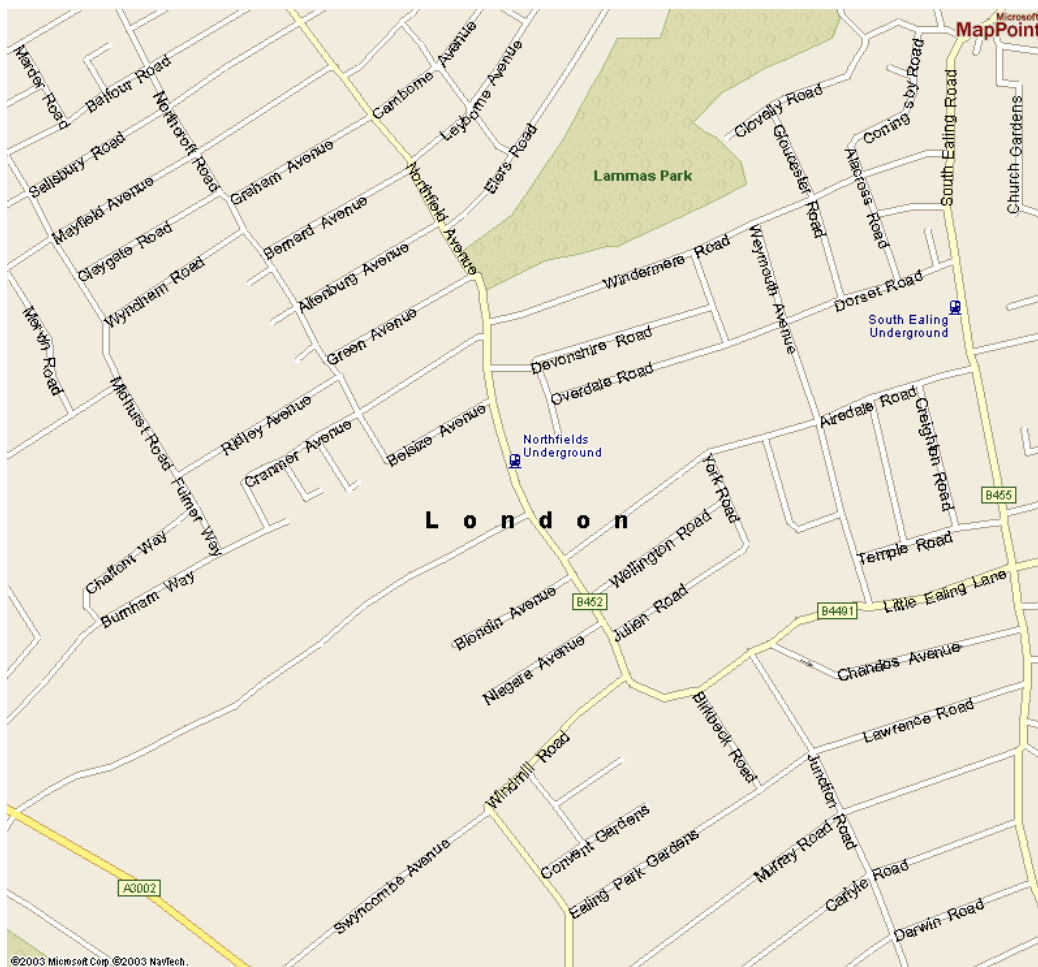 Microsoft
MapPoint
Marder Road
Balfour Road
Northcroft Road
Camborne Avenue
Leyborne Avenue
Clovelly Road
Coningsby Road
South Ealing Road
Church Gardens
Salisbury Road
Graham Avenue
Northfield Avenue
Elers Road
Lammas Park
Gloucester Road
Alacross Road
Mayfield Avenue
Claygate Road
Bernard Avenue
Wyndham Road
Altenburg Avenue
Windermere Road
Weymouth Avenue
Dorset Road
South Ealing
Underground
Green Avenue
Devonshire Road
Overdale Road
Midhurst Road
Ridley Avenue
Cranmer Avenue
Belsize Avenue
Northfields
Underground
Airedale Road
Creighton Road
York Road
B455
London
Fulmer Way
Chalfont Way
Burnham Way
Wellington Road
Temple Road
Little Ealing Lane
Blondin Avenue
B452
Julien Road
B4491
Niagara Avenue
Chandos Avenue
Birkbeck Road
Lawrence Road
Windmill Road
Junction Road
Convent Gardens
Murray Road
A3002
Swyncombe Avenue
Ealing Park Gardens
Carlyle Road
Darwin Road
©2003 Microsoft Corp ©2003 NavTech.